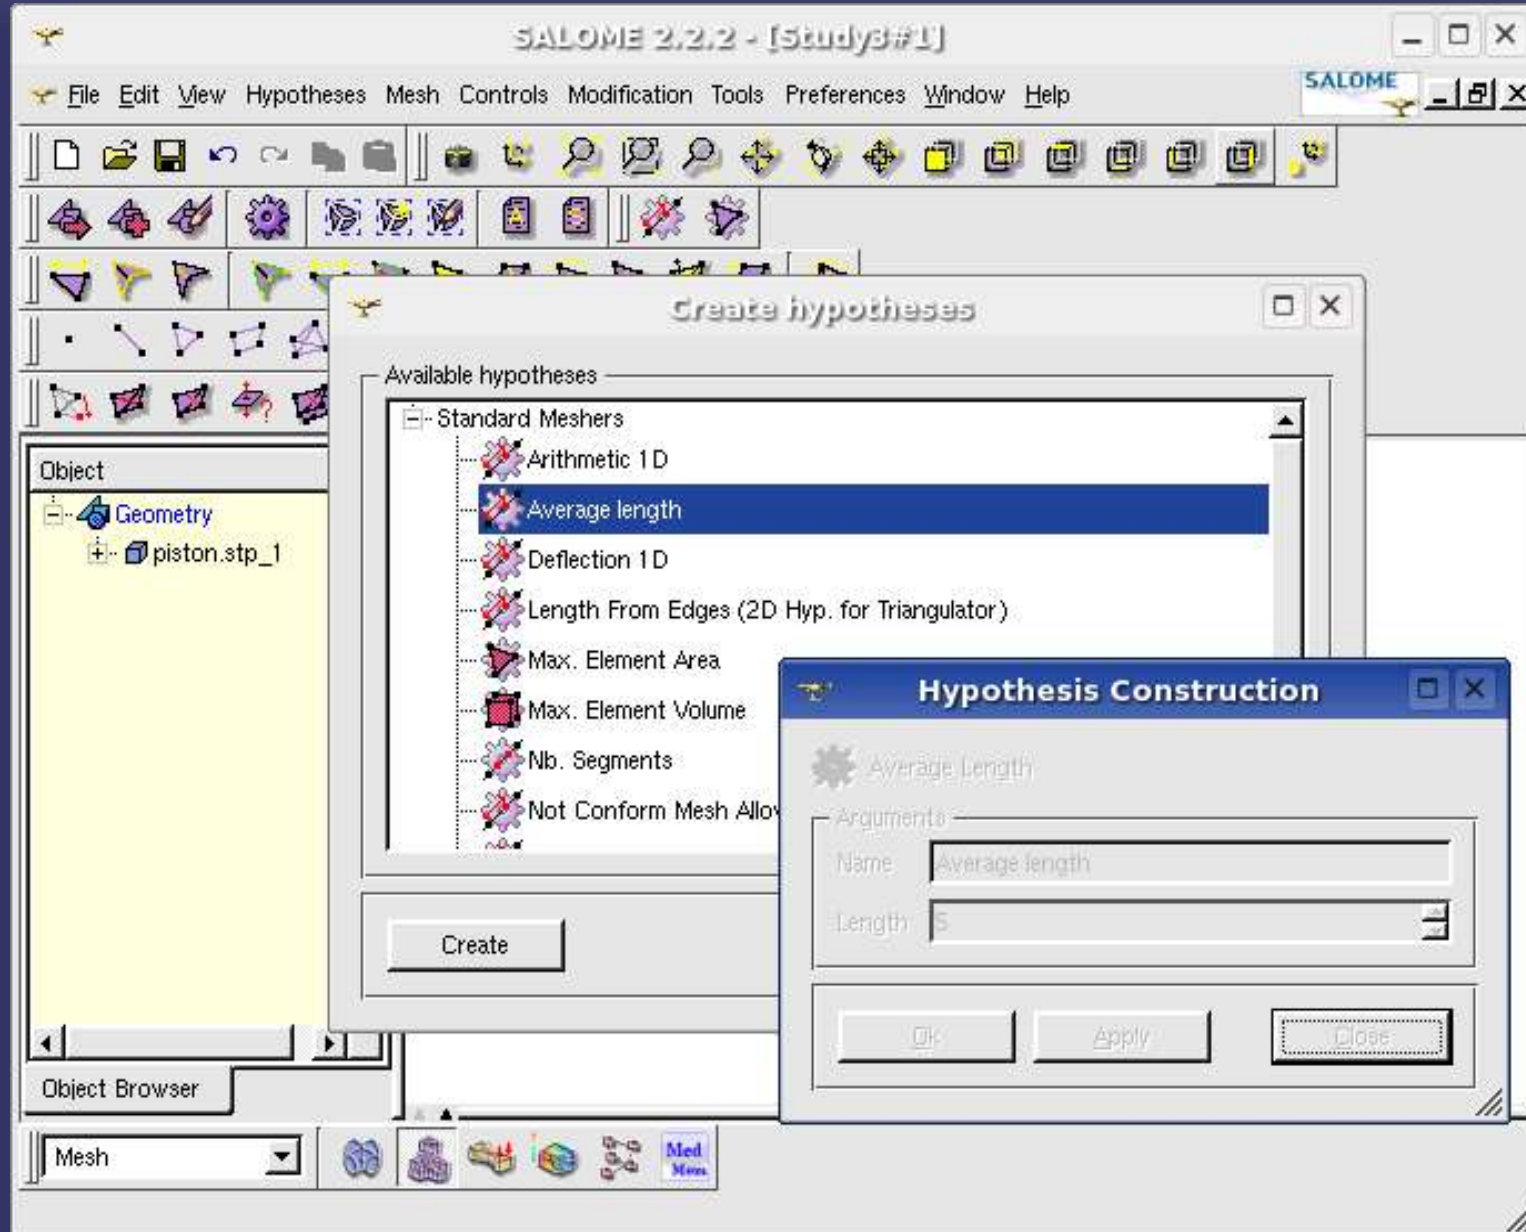 SALOME 2.2.2 - [Study3#1]
File Edit View Hypotheses Mesh Controls Modification Tools Preferences Window Help
SALOME
Create hypotheses
Available hypotheses
Standard Meshers
Arithmetic 1D
Average length
Deflection 1D
Length From Edges (2D Hyp. for Triangulator)
Max. Element Area
Max. Element Volume
Nb. Segments
Not Conform Mesh Allow
Create
Object
Geometry
piston.stp_1
Object Browser
Hypothesis Construction
Average Length
Arguments
Name Average length
Length 5
Ok Apply Close
Mesh
Med
Mem